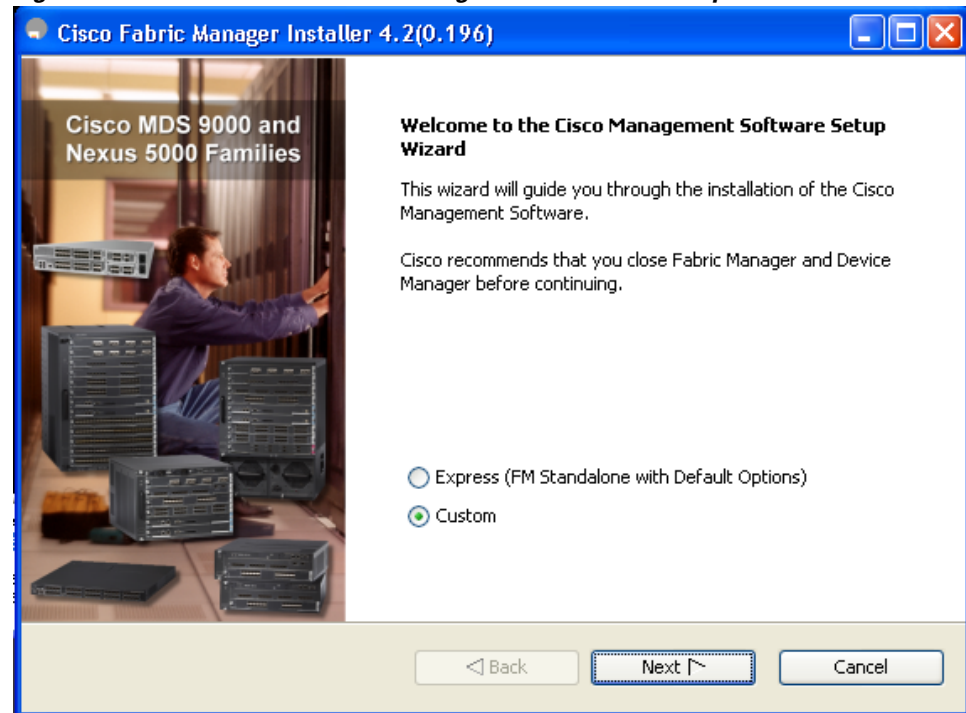 Cisco Fabric Manager Installer 4.2(0.196)
Cisco MDS 9000 and
Nexus 5000 Families
Welcome to the Cisco Management Software Setup
Wizard
This wizard will guide you through the installation of the Cisco
Management Software.
Cisco recommends that you close Fabric Manager and Device
Manager before continuing.
Express (FM Standalone with Default Options)
Custom
Back
Next
Cancel